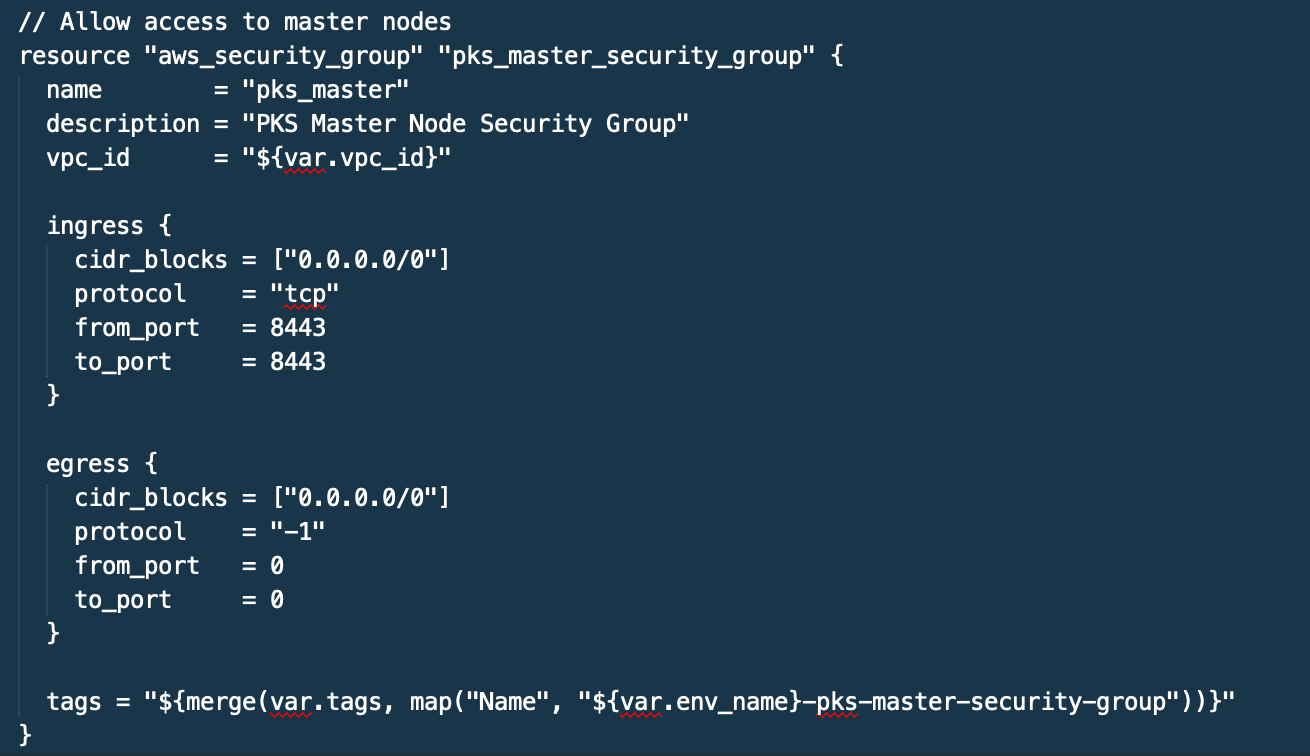 // Allow access to master nodes
resource "aws_security_group" "pks_master_security_group" {
  name        = "pks_master"
  description = "PKS Master Node Security Group"
  vpc_id      = "${var.vpc_id}"

  ingress {
    cidr_blocks = ["0.0.0.0/0"]
    protocol    = "tcp"
    from_port   = 8443
    to_port     = 8443
  }

  egress {
    cidr_blocks = ["0.0.0.0/0"]
    protocol    = "-1"
    from_port   = 0
    to_port     = 0
  }

  tags = "${merge(var.tags, map("Name", "${var.env_name}-pks-master-security-group"))}"
}